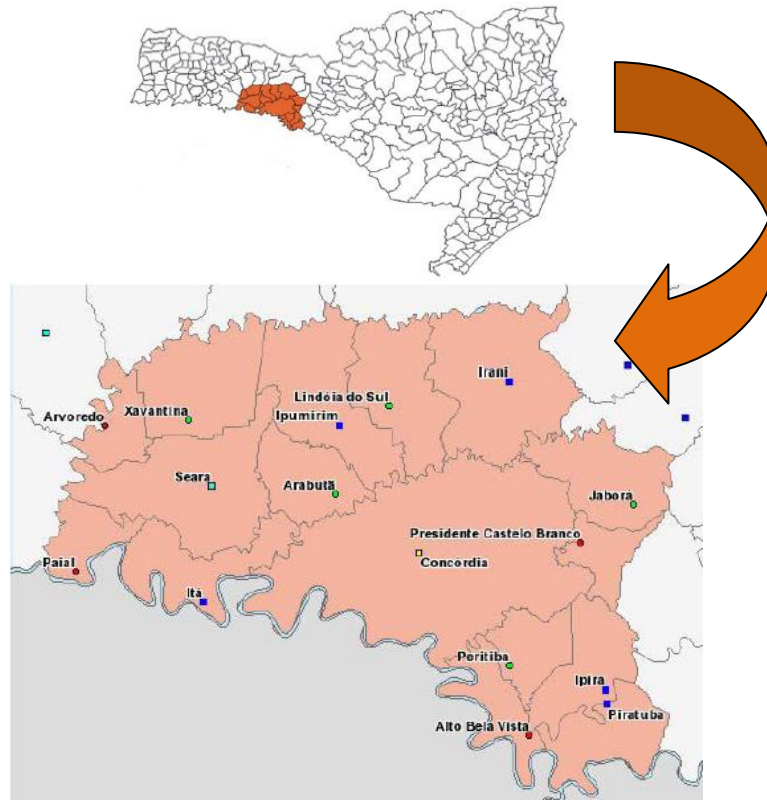 Irani
Lindóia do Sul
Xavantina
Arvoredo
Ipumirim
Seara
Arabutã
Jaborá
Presidente Castelo Branco
Concórdia
Paial
Itá
Peritiba
Ipira
Piratuba
Alto Bela Vista